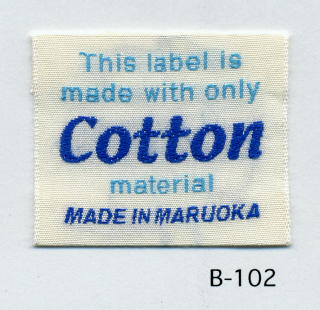 This label is
made with only
Cotton
material
MADE IN MARUOKA
B-102